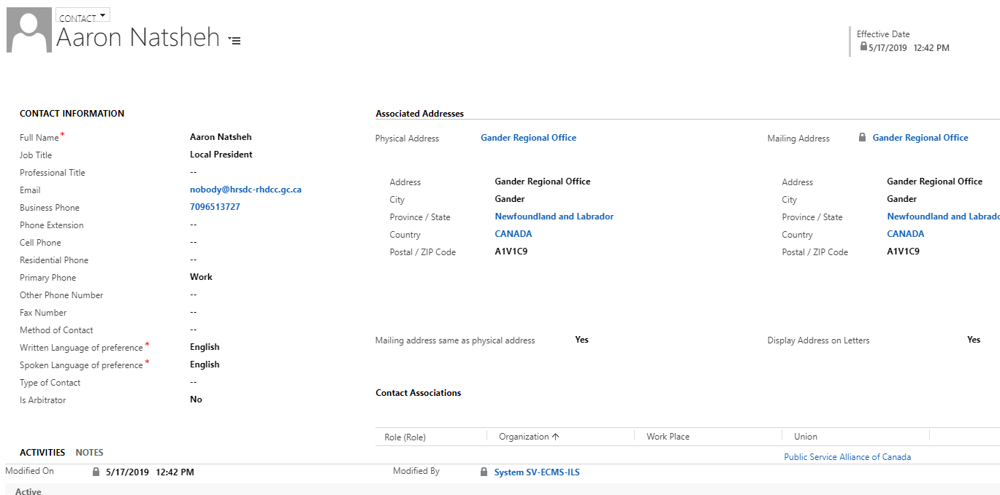 CONTACT
Aaron Natsheh
Effective Date
5/17/2019 12:42 PM
CONTACT INFORMATION
Full Name* Aaron Natsheh
Job Title Local President
Professional Title --
Email nobody@hrsdc-rhdcc.gc.ca
Business Phone 7096513727
Phone Extension --
Cell Phone --
Residential Phone --
Primary Phone Work
Other Phone Number --
Fax Number --
Method of Contact --
Written Language of preference* English
Spoken Language of preference* English
Type of Contact --
Is Arbitrator No
Associated Addresses
Physical Address Gander Regional Office
Address Gander Regional Office
City Gander
Province / State Newfoundland and Labrador
Country CANADA
Postal / ZIP Code A1V1C9
Mailing address same as physical address Yes
Mailing Address Gander Regional Office
Address Gander Regional Office
City Gander
Province / State Newfoundland and Labrado
Country CANADA
Postal / ZIP Code A1V1C9
Display Address on Letters Yes
Contact Associations
Role (Role) Organization ↑ Work Place Union
Public Service Alliance of Canada
ACTIVITIES NOTES
Modified On 5/17/2019 12:42 PM Modified By System SV-ECMS-ILS
Active